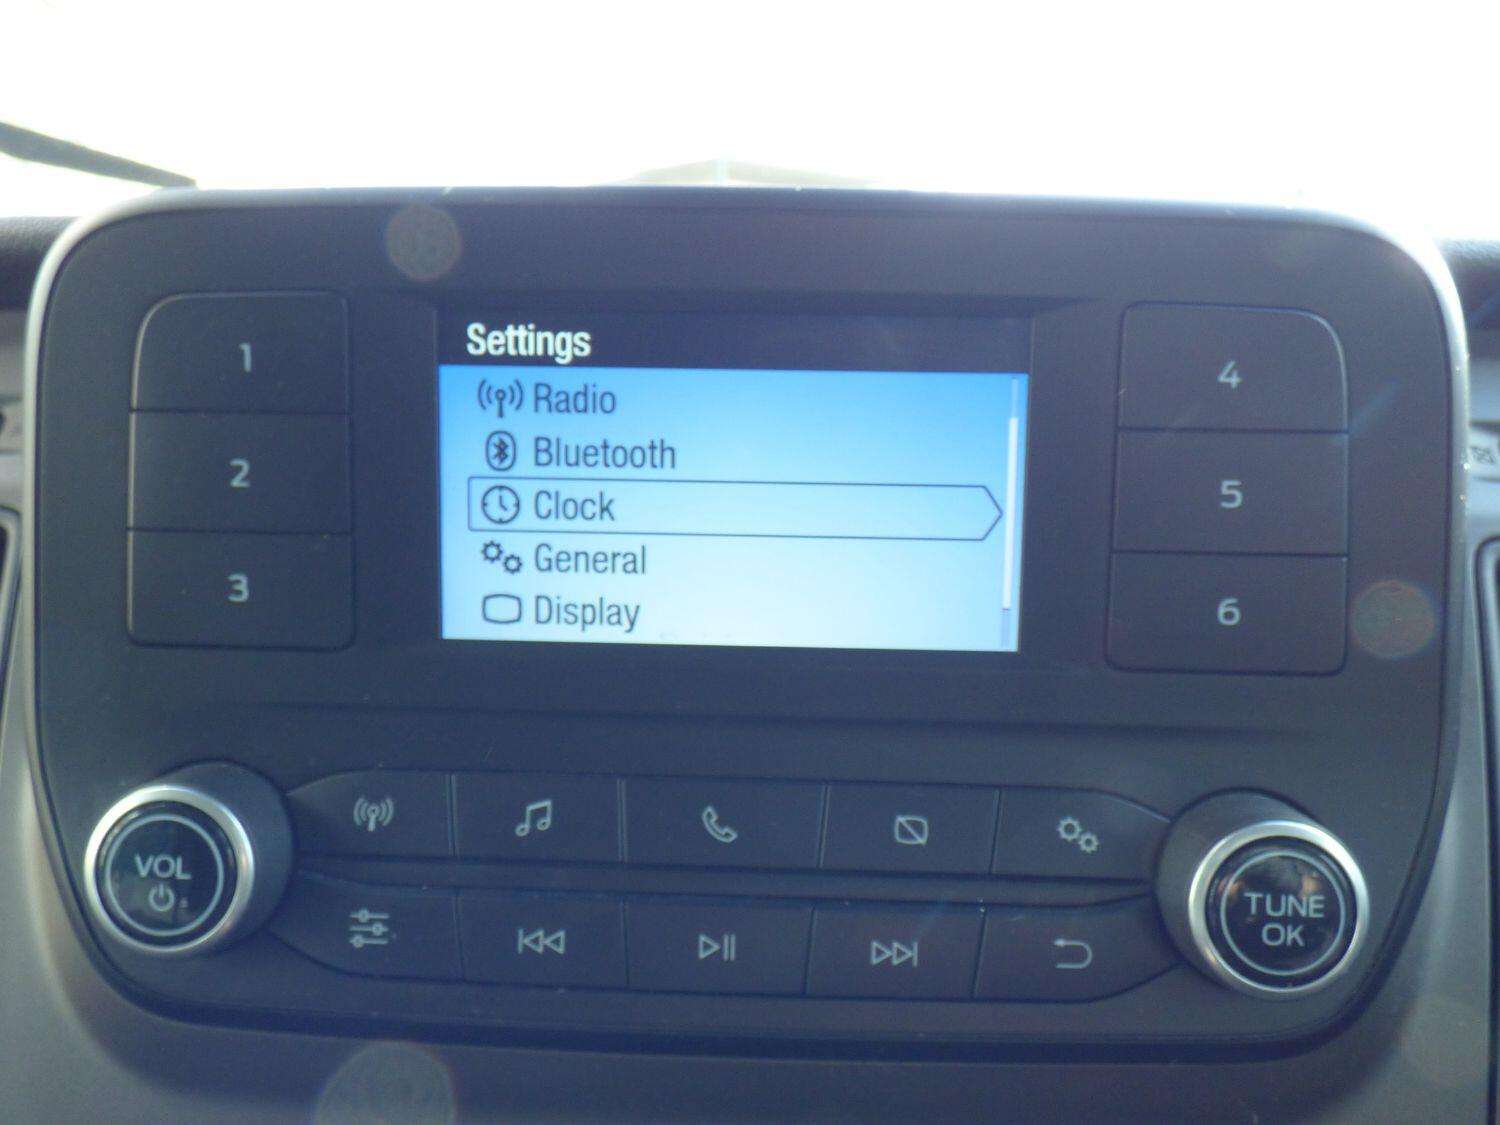 Settings
Radio
Bluetooth
Clock
General
Display
1
2
3
4
5
6
VOL
TUNE
OK